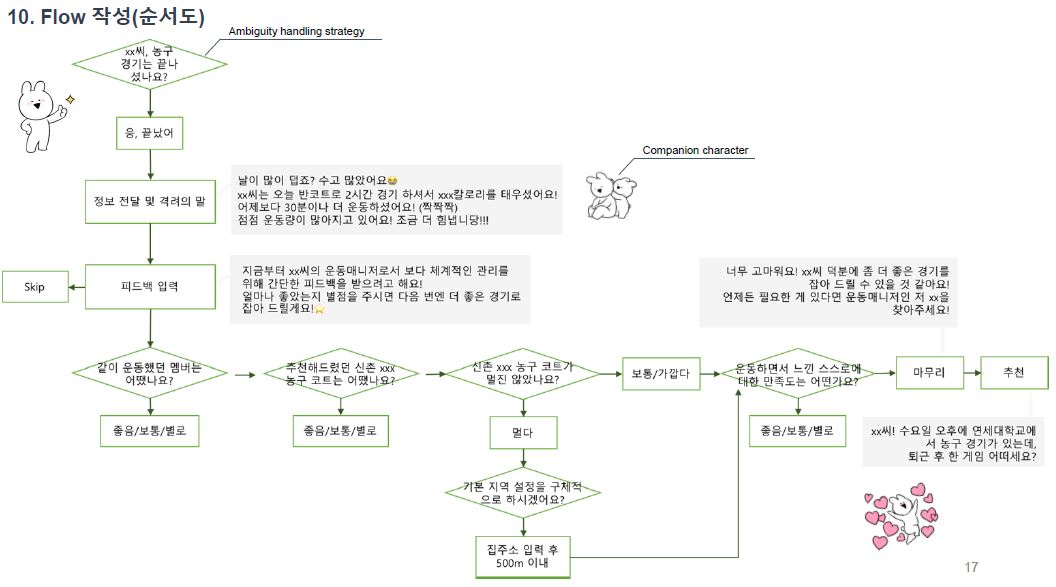 10. Flow 작성(순서도)
Ambiguity handling strategy
xx씨, 농구
경기는 끝나
셨나요?
응, 끝났어
Companion character
정보 전달 및 격려의 말
날이 많이 덥죠? 수고 많았어요😭
xx씨는 오늘 반코트로 2시간 경기 하셔서 xxx칼로리를 태우셨어요!
어제보다 30분이나 더 운동하셨어요! (짝짝짝)
점점 운동량이 많아지고 있어요! 조금 더 힘냅니당!!!
Skip
피드백 입력
지금부터 xx씨의 운동매니저로서 보다 체계적인 관리를
위해 간단한 피드백을 받으려고 해요!
얼마나 좋았는지 별점을 주시면 다음 번엔 더 좋은 경기로
잡아 드릴게요!⭐
너무 고마워요! xx씨 덕분에 좀 더 좋은 경기를
잡아 드릴 수 있을 것 같아요!
언제든 필요한 게 있다면 운동매니저인 저 xx을
찾아주세요!
같이 운동했던 멤버는
어땠나요?
추천해드렸던 신촌 xxx
농구 코트는 어땠나요?
신촌 xxx 농구 코트가
멀진 않았나요?
보통/가깝다
운동하면서 느낀 스스로에
대한 만족도는 어떤가요?
마무리
추천
좋음/보통/별로
좋음/보통/별로
멀다
좋음/보통/별로
xx씨! 수요일 오후에 연세대학교에
서 농구 경기가 있는데,
퇴근 후 한 게임 어떠세요?
기본 지역 설정을 구체적
으로 하시겠어요?
집주소 입력 후
500m 이내
17